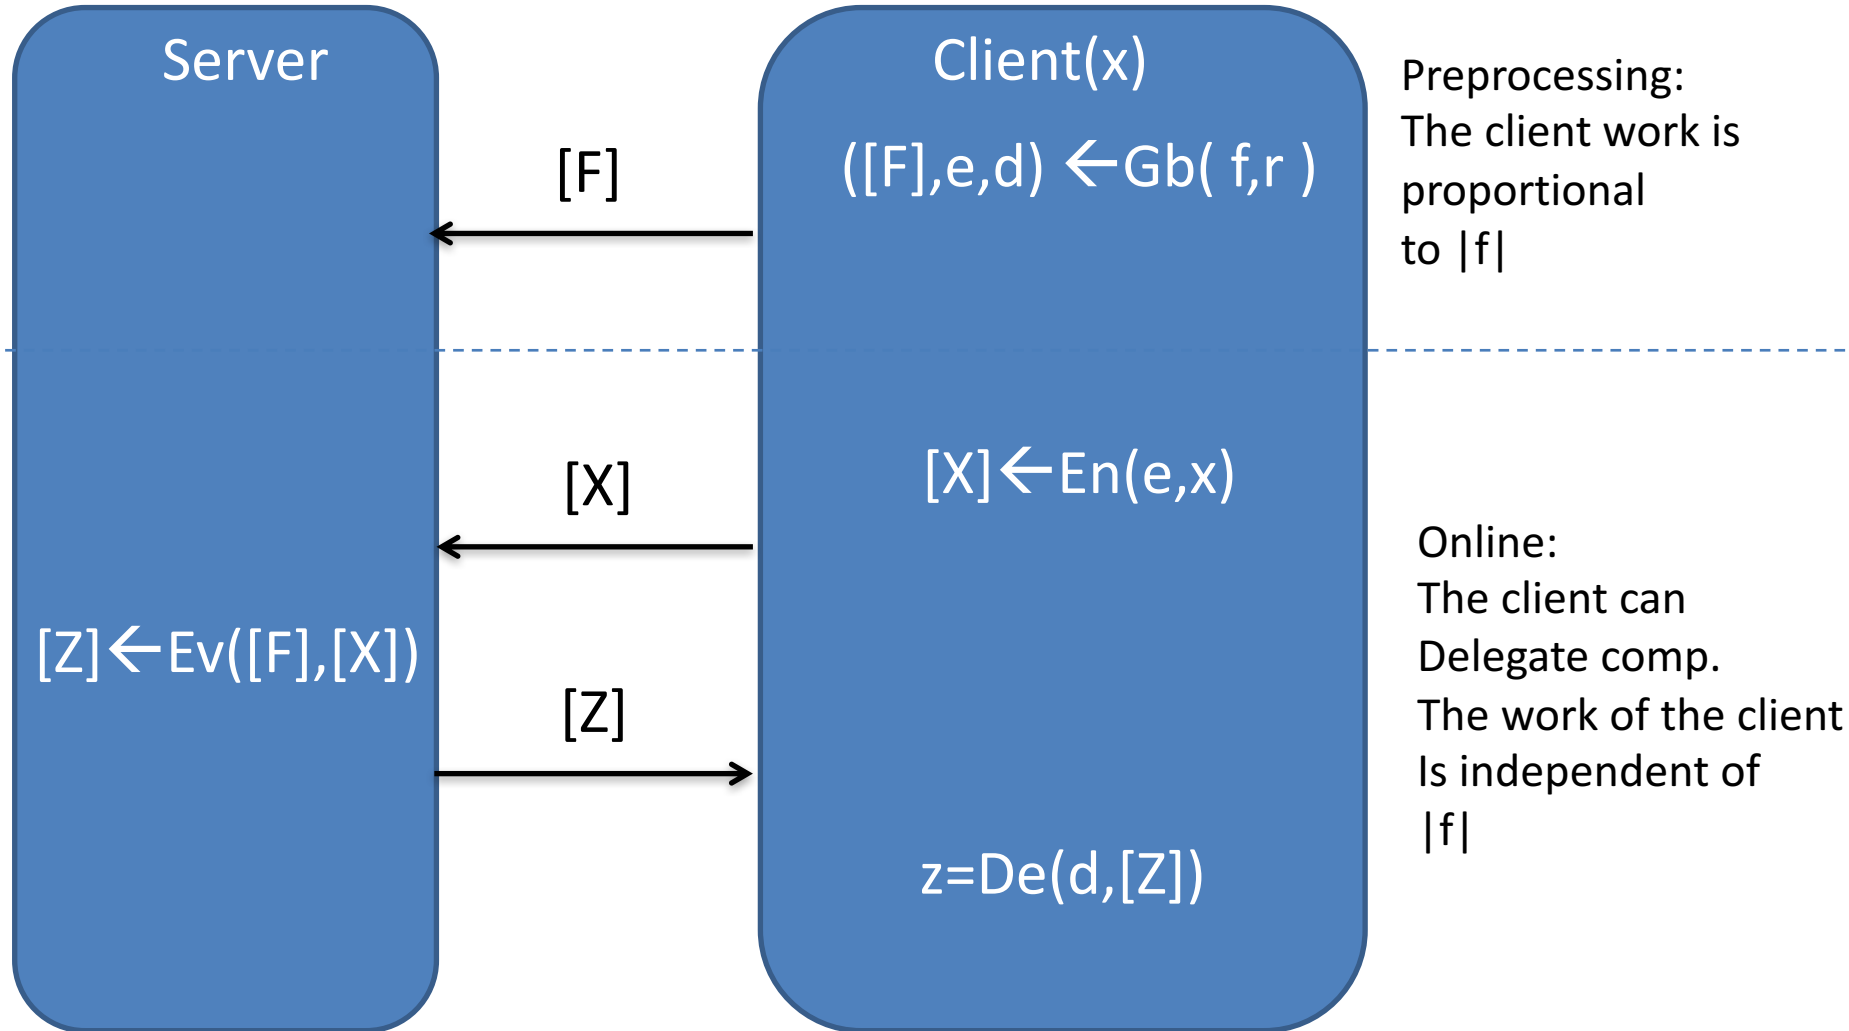 Server
Client(x)
Preprocessing:
The client work is
proportional
to |f|
([F],e,d) ←Gb( f,r )
[F]
[X]←En(e,x)
[X]
Online:
The client can
Delegate comp.
The work of the client
Is independent of
|f|
[Z]←Ev([F],[X])
[Z]
z=De(d,[Z])